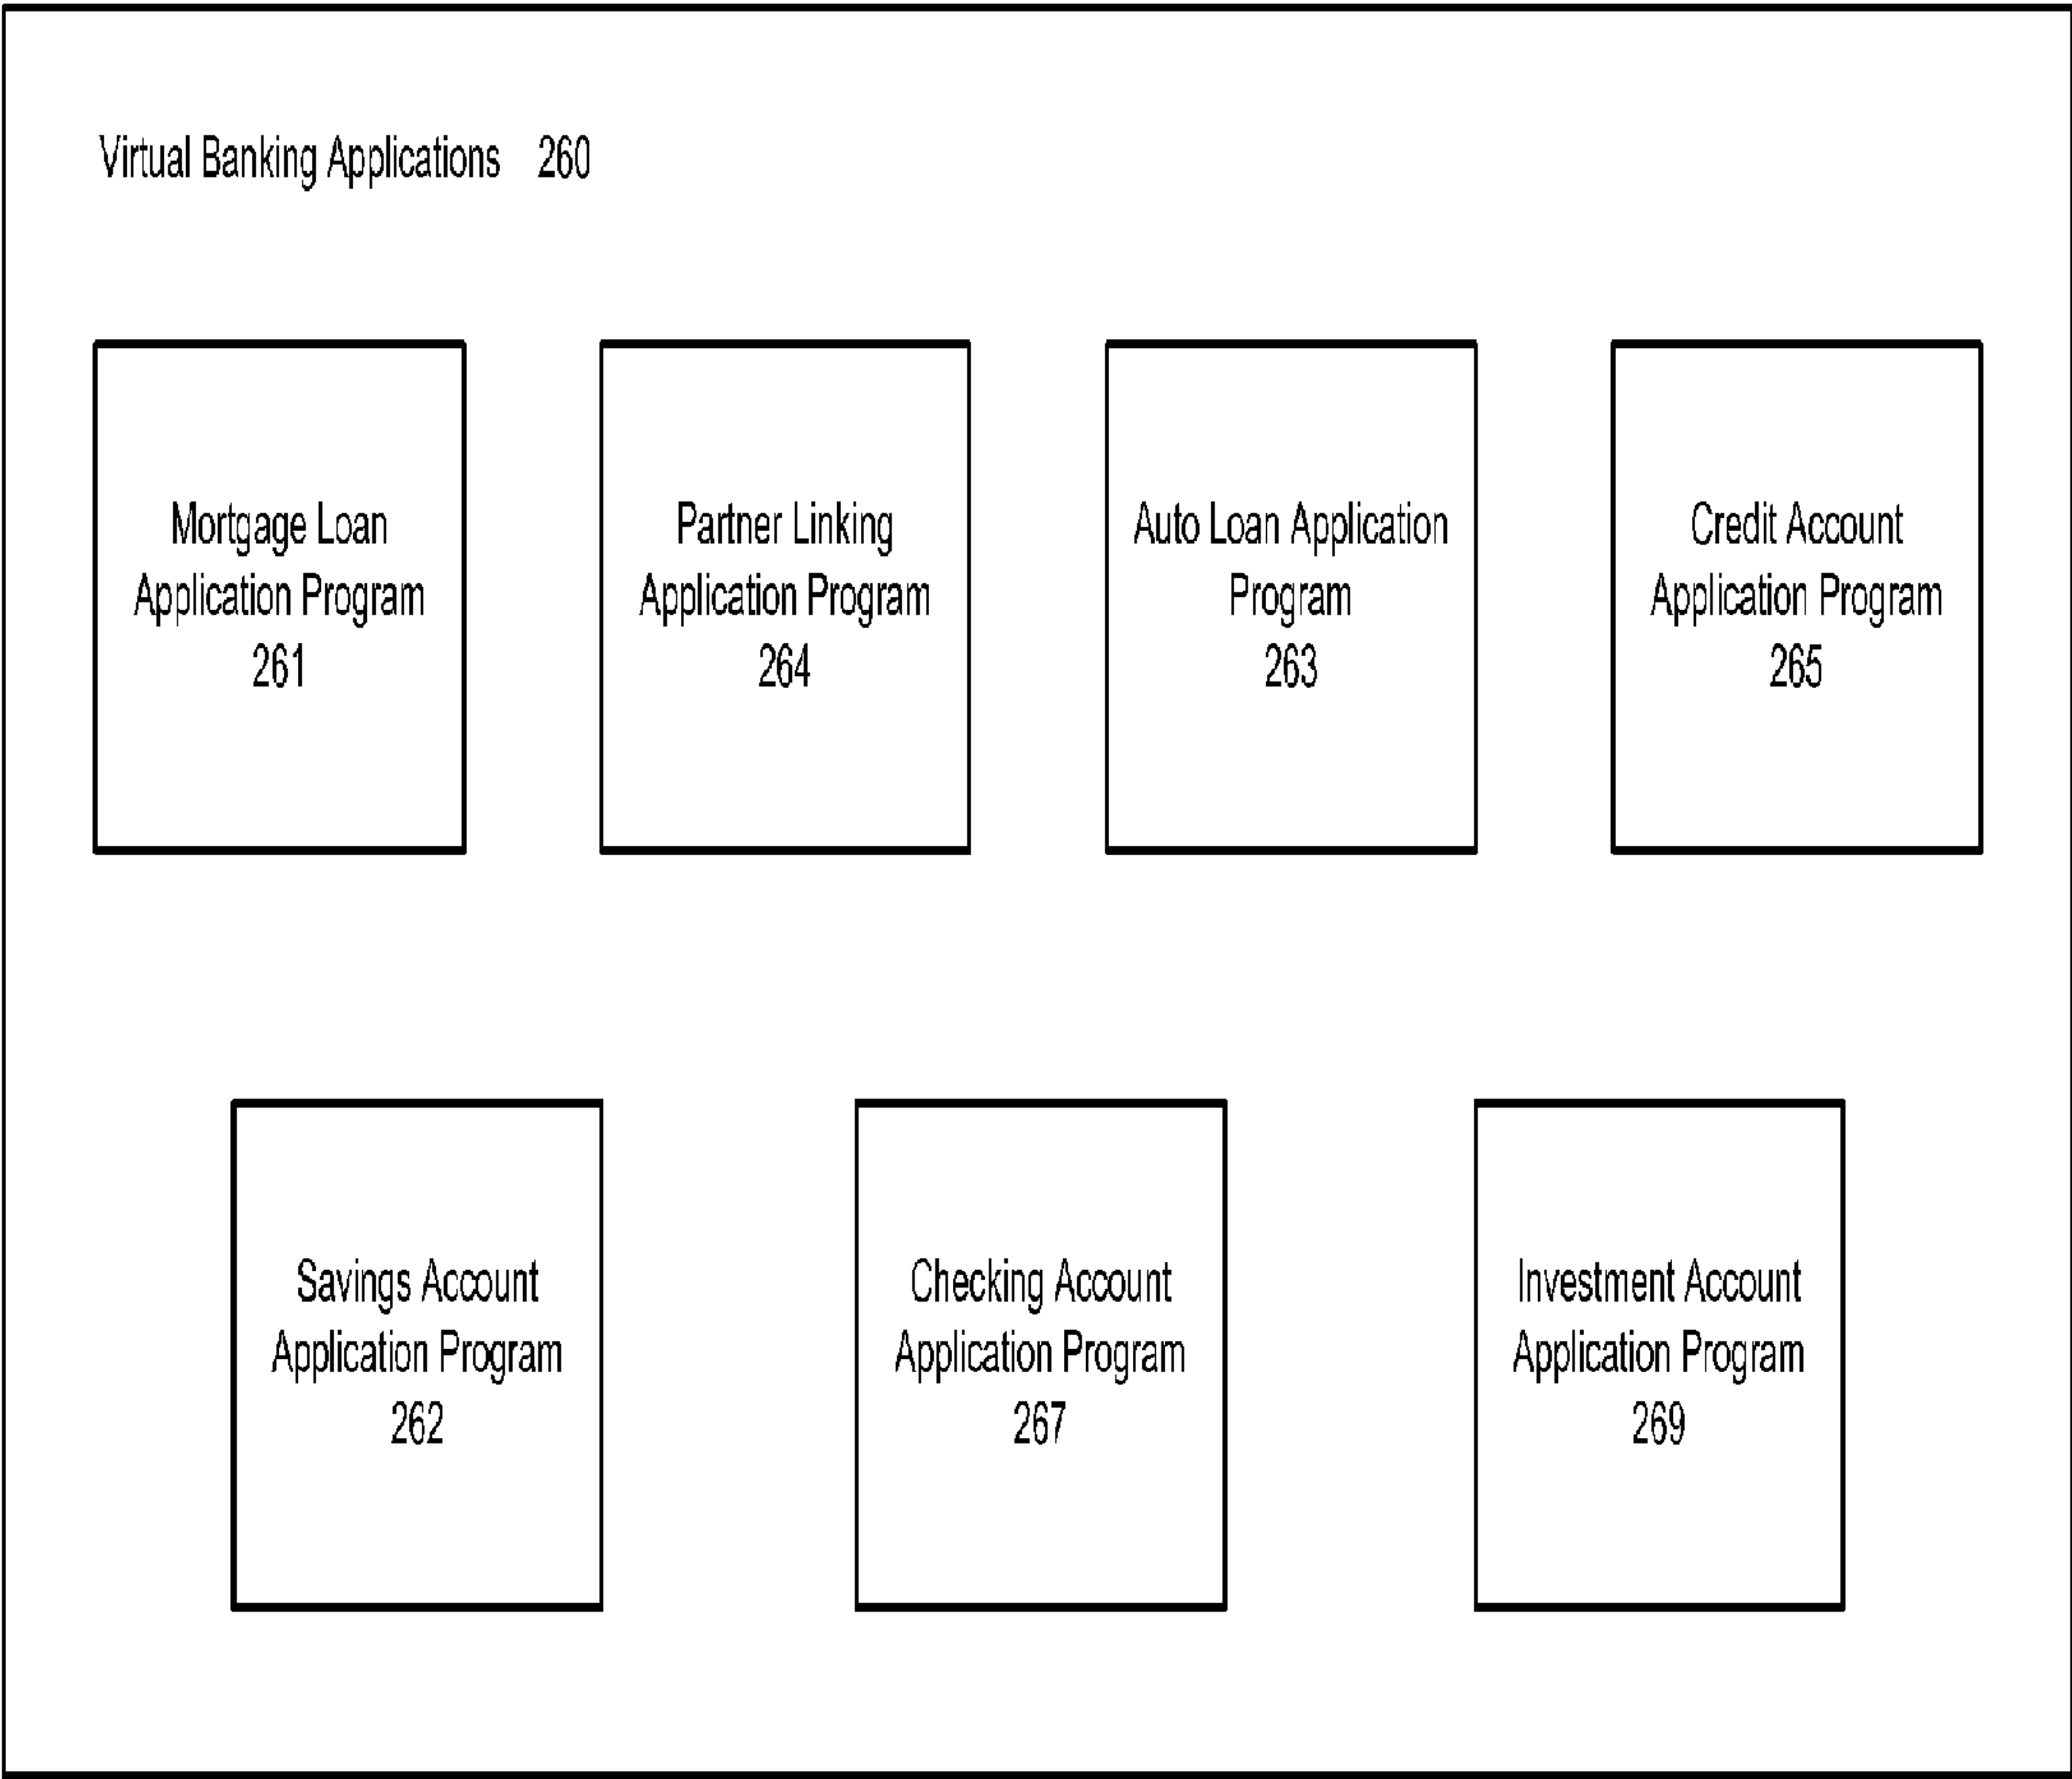 Virtual Banking Applications 260
Mortgage Loan
Application Program
261
Partner Linking
Application Program
264
Auto Loan Application
Program
263
Credit Account
Application Program
265
Savings Account
Application Program
262
Checking Account
Application Program
267
Investment Account
Application Program
269